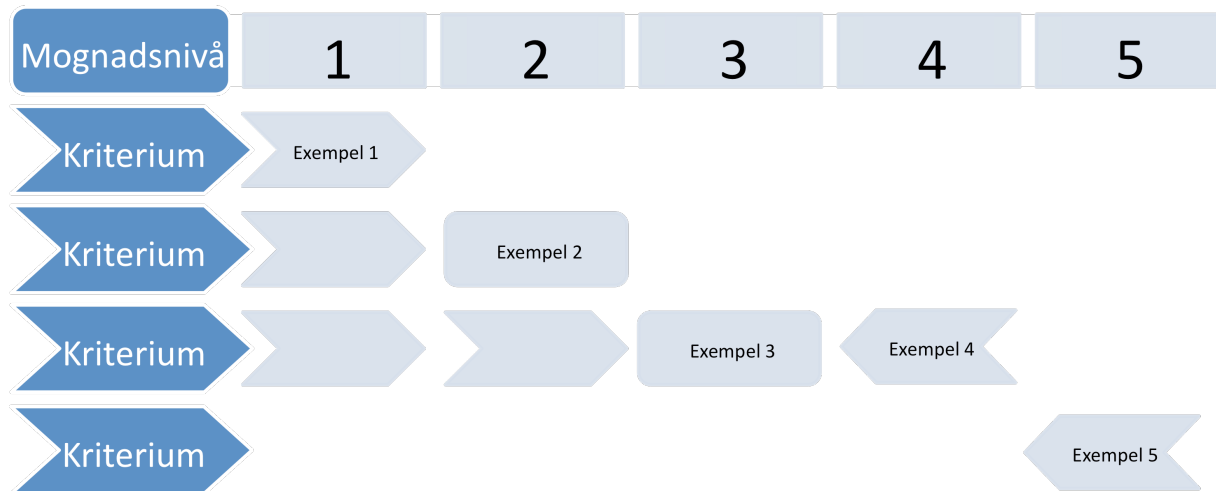 Mognadsnivå 1 2 3 4 5
Kriterium Exempel 1
Kriterium Exempel 2
Kriterium Exempel 3 Exempel 4
Kriterium Exempel 5